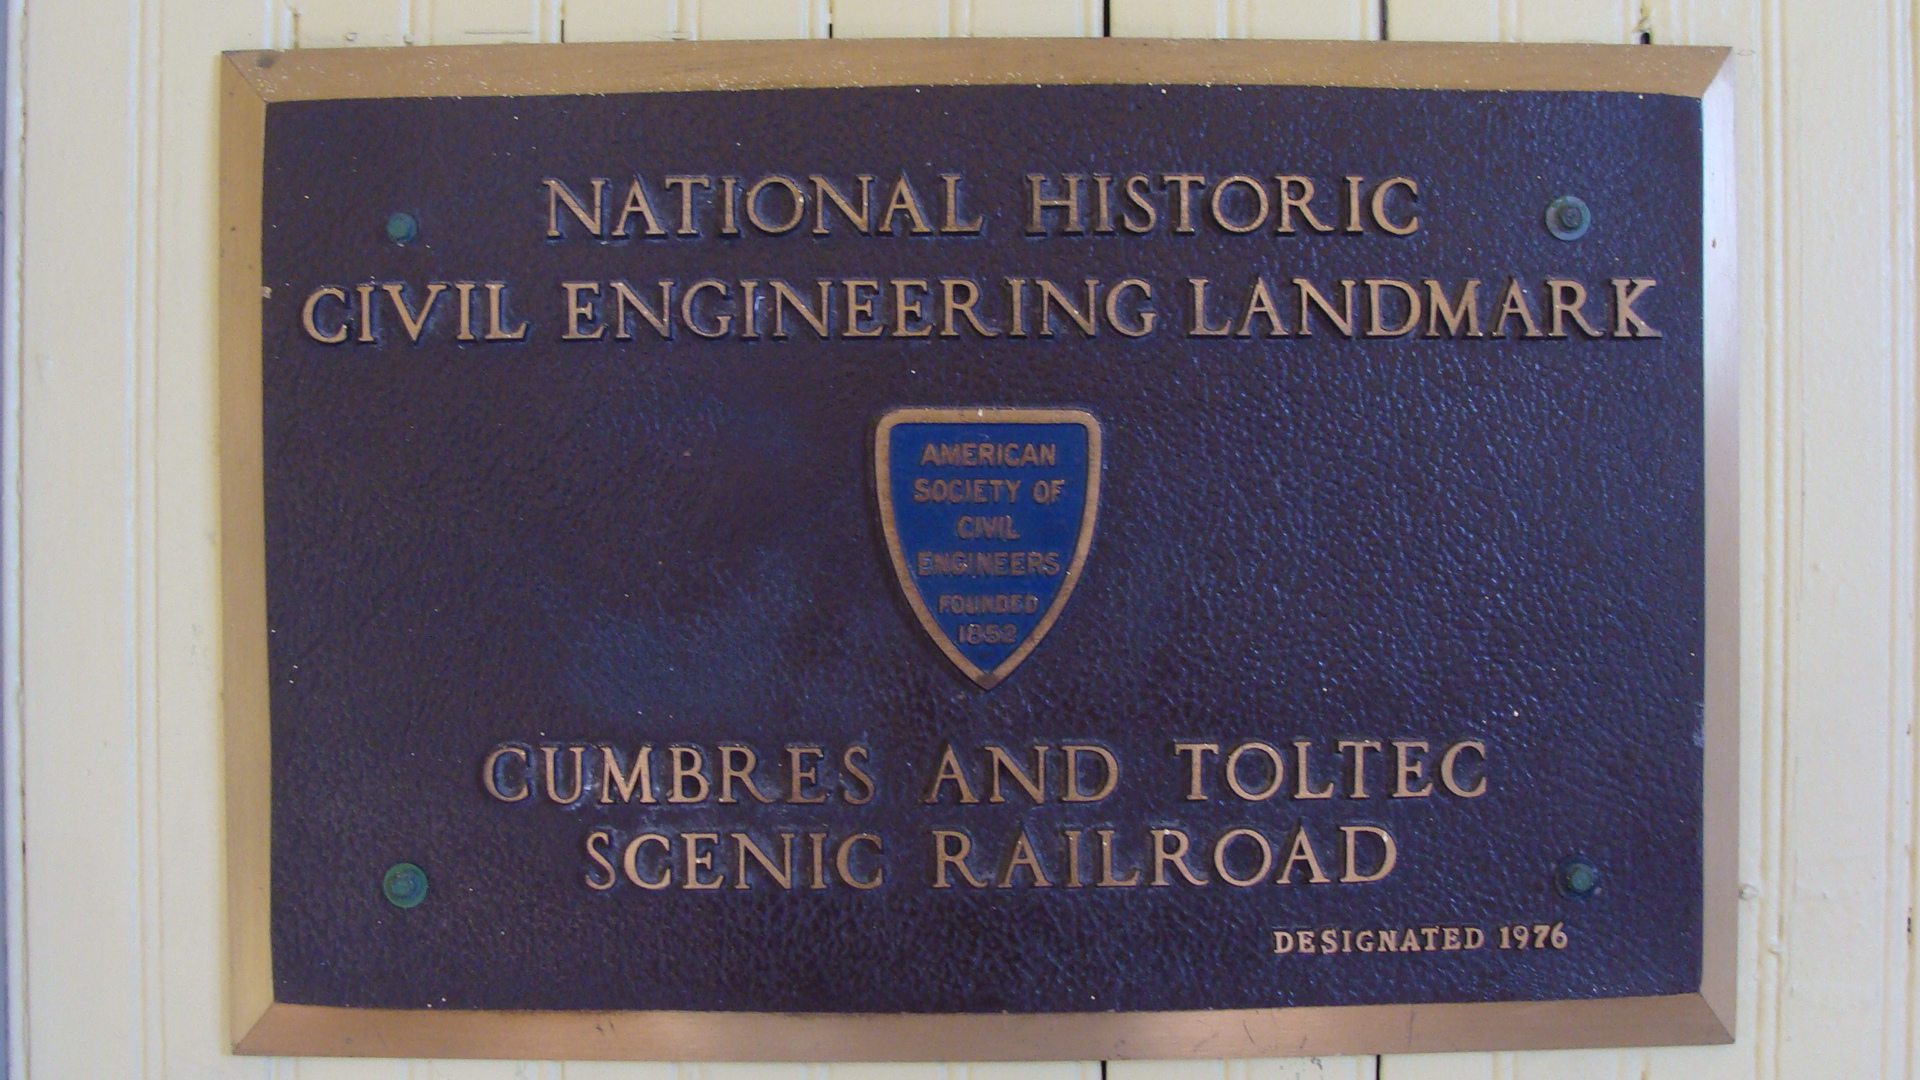 NATIONAL HISTORIC
CIVIL ENGINEERING LANDMARK
AMERICAN
SOCIETY OF
CIVIL
ENGINEERS
FOUNDED
1852
CUMBRES AND TOLTEC
SCENIC RAILROAD
DESIGNATED 1976